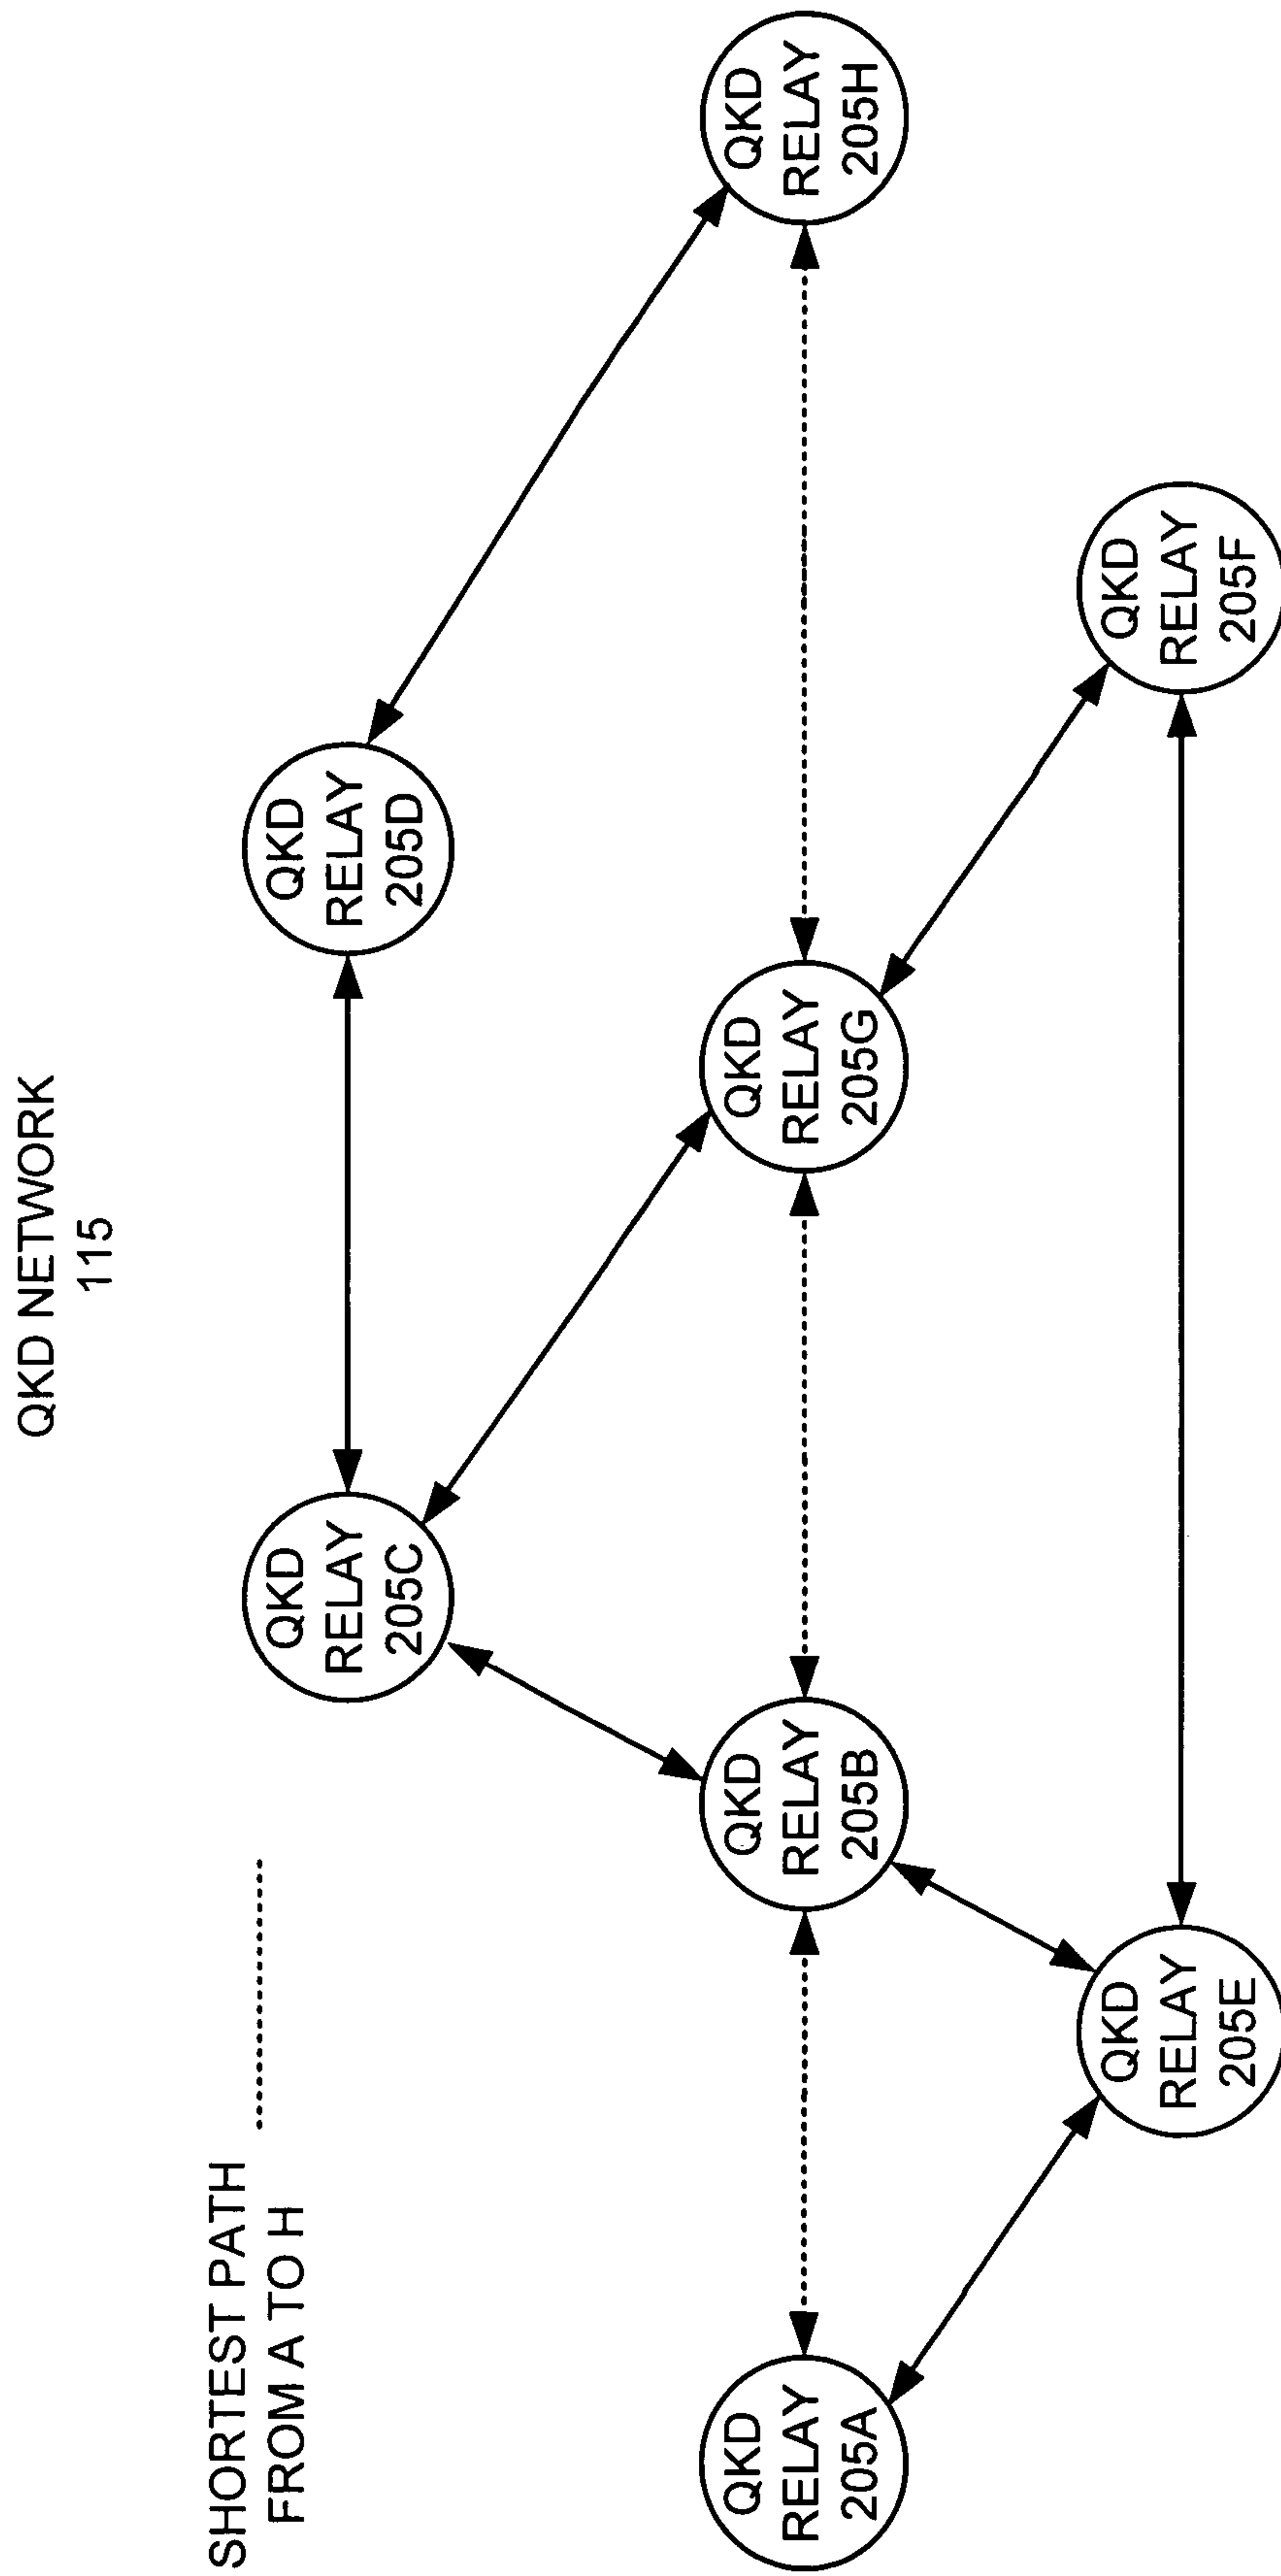 QKD NETWORK
115
SHORTEST PATH
FROM A TO H
QKD
RELAY
205C
QKD
RELAY
205D
QKD
RELAY
205A
QKD
RELAY
205B
QKD
RELAY
205G
QKD
RELAY
205H
QKD
RELAY
205E
QKD
RELAY
205F